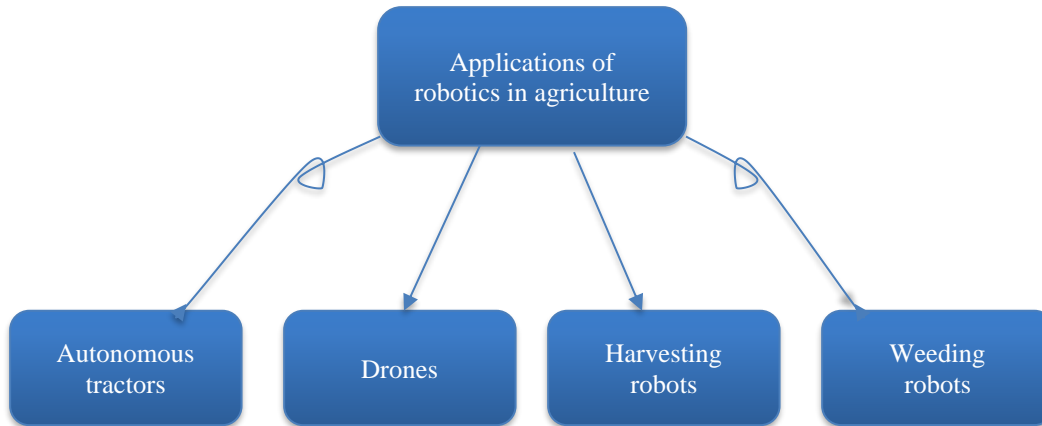 Applications of
robotics in agriculture
Autonomous
tractors
Drones
Harvesting
robots
Weeding
robots